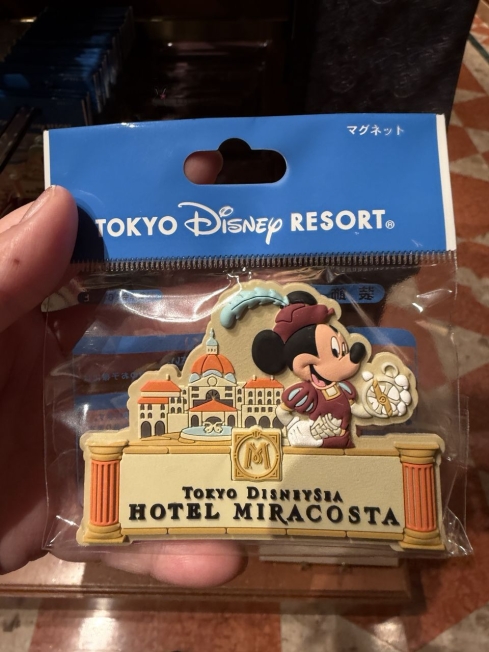 マグネット
TOKYO Disney RESORT®
M
TOKYO DISNEYSEA
HOTEL MIRACOSTA